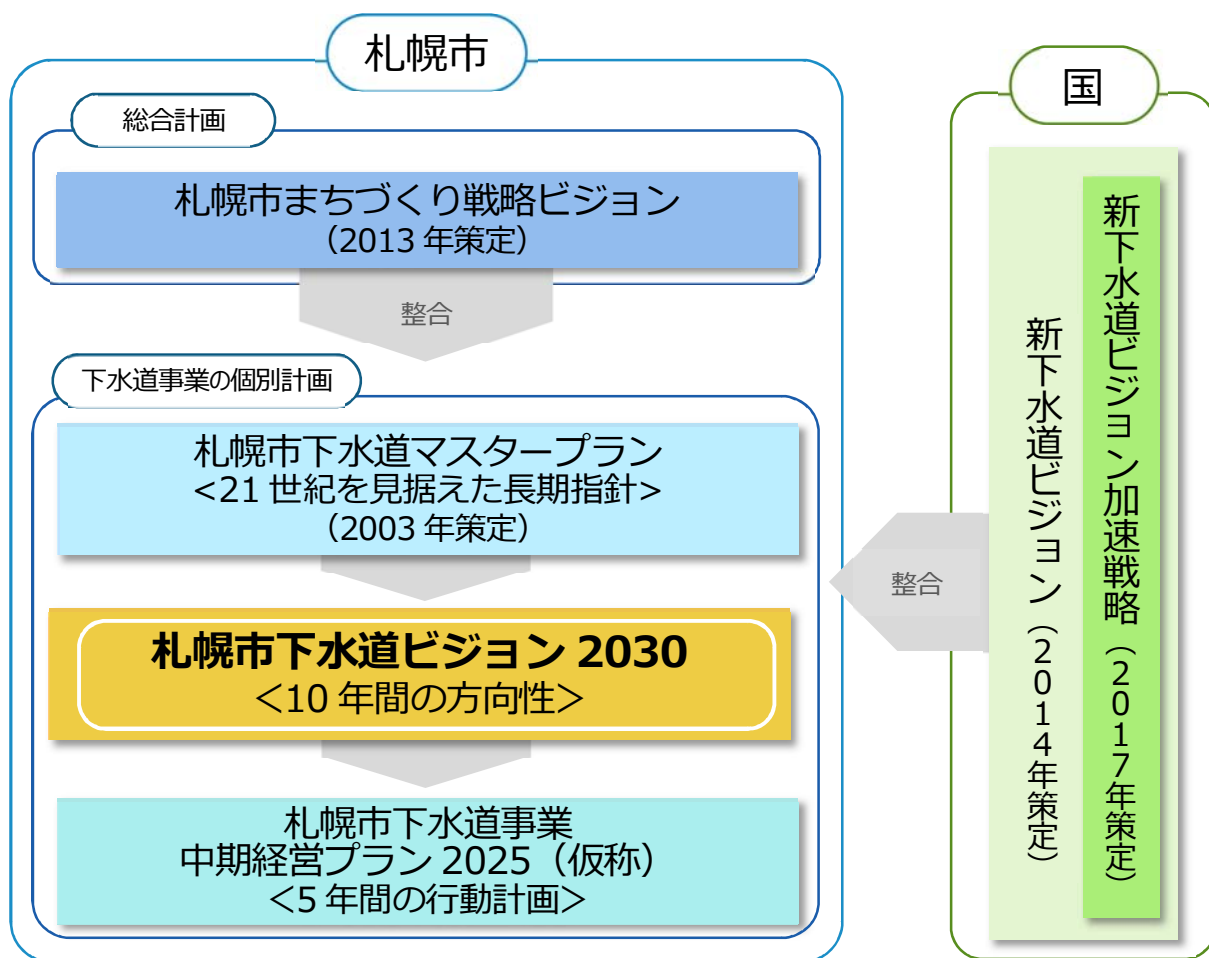 札幌市
総合計画
札幌市まちづくり戦略ビジョン
（2013 年策定）
整合
下水道事業の個別計画
札幌市下水道マスタープラン
<21 世紀を見据えた長期指針>
（2003 年策定）
札幌市下水道ビジョン 2030
＜10 年間の方向性＞
札幌市下水道事業
中期経営プラン 2025（仮称）
＜5 年間の行動計画＞
整合
国
新下水道ビジョン加速戦略（2017年策定）
新下水道ビジョン（2014年策定）